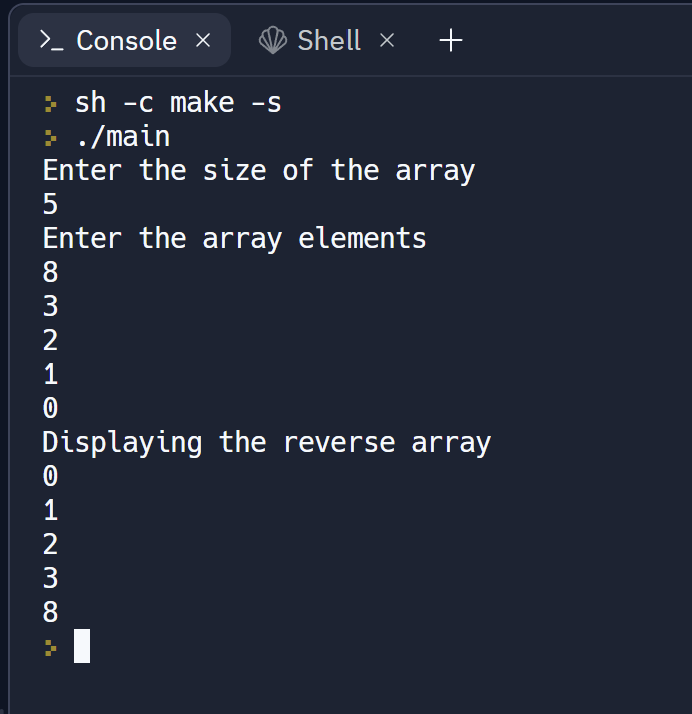 Console × Shell × +
sh -c make -s
./main
Enter the size of the array
5
Enter the array elements
8
3
2
1
0
Displaying the reverse array
0
1
2
3
8